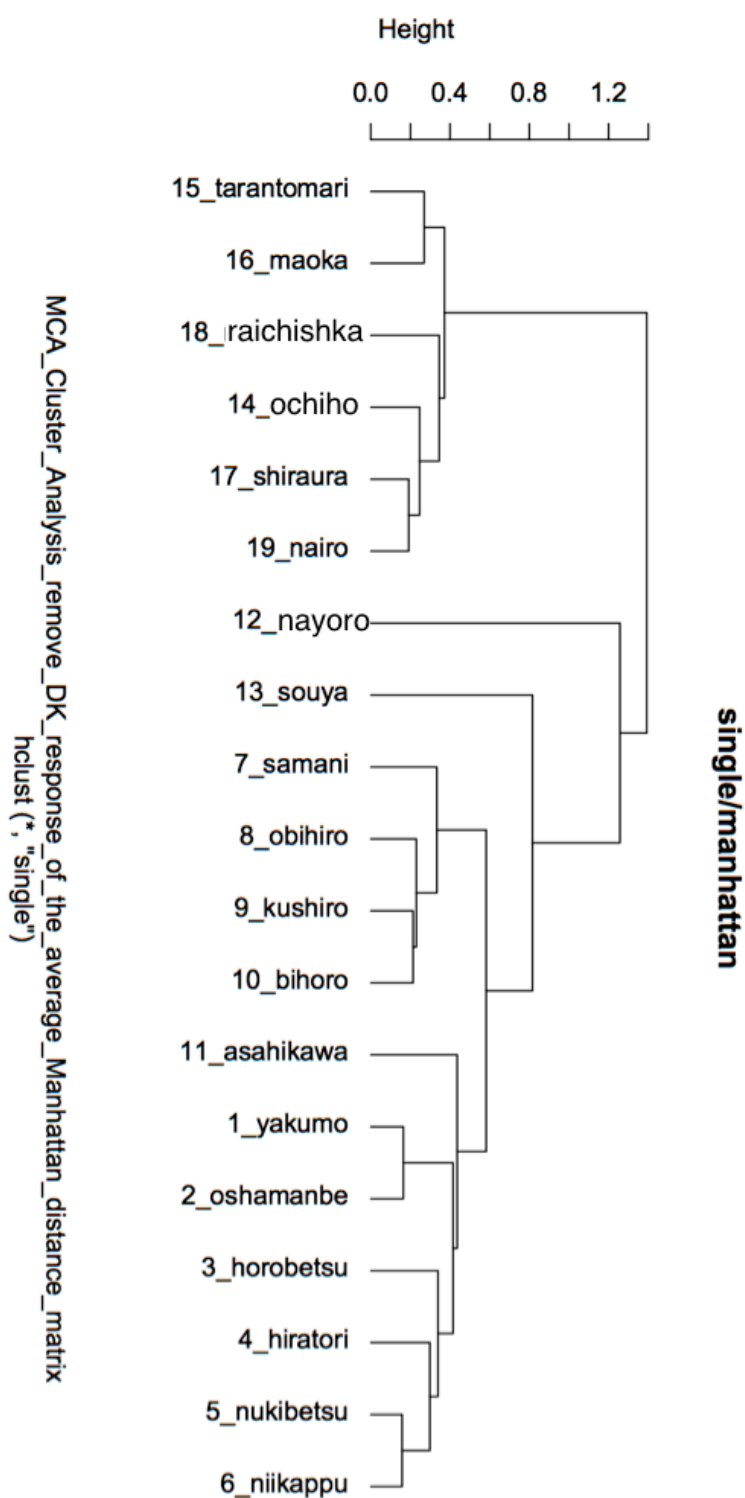 Height
0.0 0.4 0.8 1.2
15_tarantomari
16_maoka
18_raichishka
14_ochiho
17_shiraura
19_nairo
12_nayoro
13_souya
7_samani
8_obihiro
9_kushiro
10_bihoro
11_asahikawa
1_yakumo
2_oshamanbe
3_horobetsu
4_hiratori
5_nukibetsu
6_niikappu
single/manhattan
MCA_Cluster_Analysis_remove_DK_response_of_the_average_Manhattan_distance_matrix
hclust (*, "single")